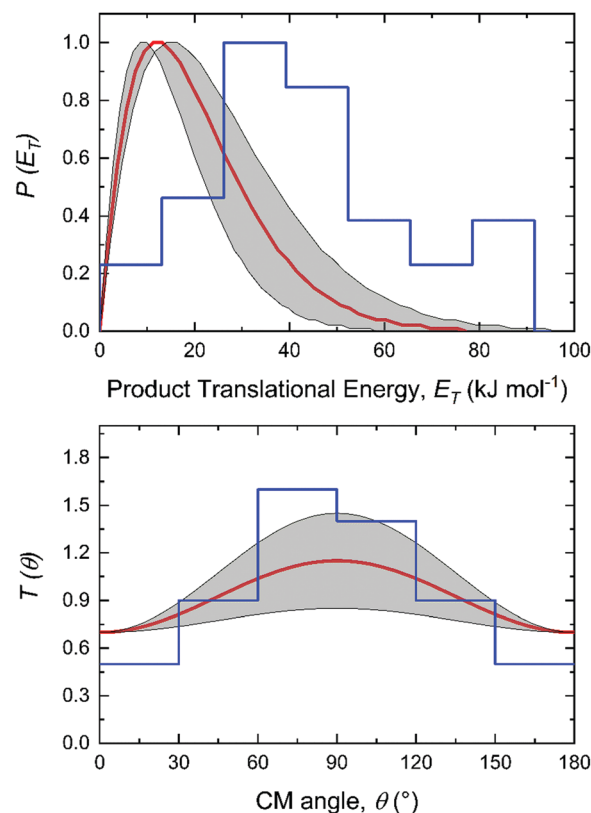 1.0
0.8
0.6
0.4
0.2
0.0
P (E_T)
0 20 40 60 80 100
Product Translational Energy, E_T (kJ mol⁻¹)
1.8
1.5
1.2
0.9
0.6
0.3
0.0
T (θ)
0 30 60 90 120 150 180
CM angle, θ (°)